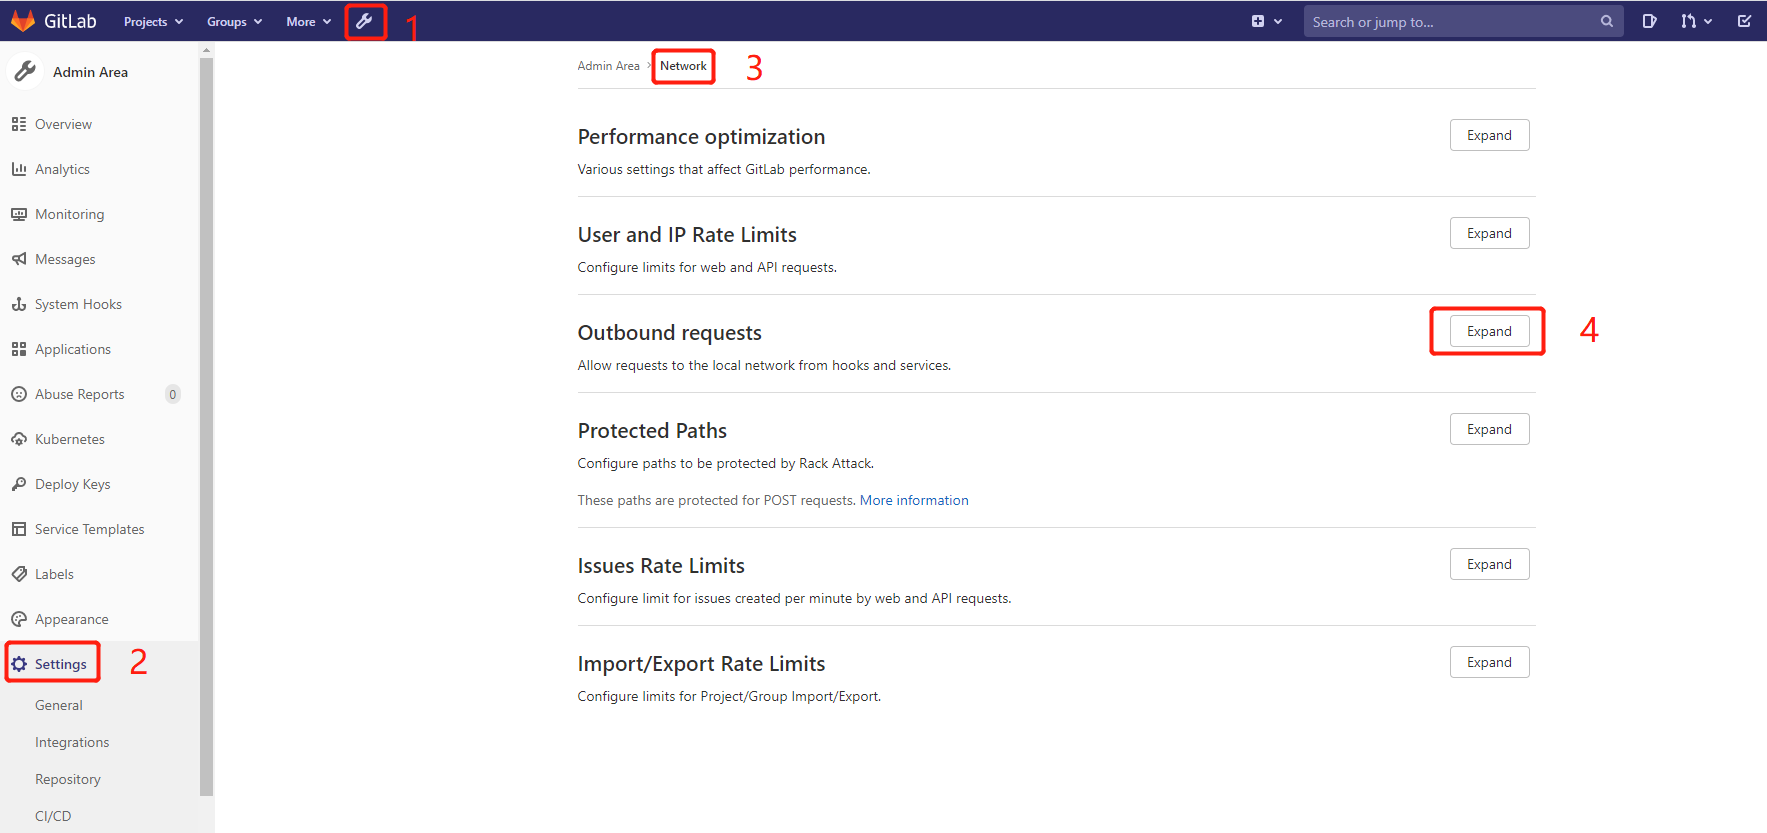 GitLab Projects Groups More 1 Search or jump to...
Admin Area
Overview
Analytics
Monitoring
Messages
System Hooks
Applications
Abuse Reports 0
Kubernetes
Deploy Keys
Service Templates
Labels
Appearance
Settings 2
General
Integrations
Repository
CI/CD
Admin Area > Network 3
Performance optimization Expand
Various settings that affect GitLab performance.
User and IP Rate Limits Expand
Configure limits for web and API requests.
Outbound requests Expand 4
Allow requests to the local network from hooks and services.
Protected Paths Expand
Configure paths to be protected by Rack Attack.
These paths are protected for POST requests. More information
Issues Rate Limits Expand
Configure limit for issues created per minute by web and API requests.
Import/Export Rate Limits Expand
Configure limits for Project/Group Import/Export.